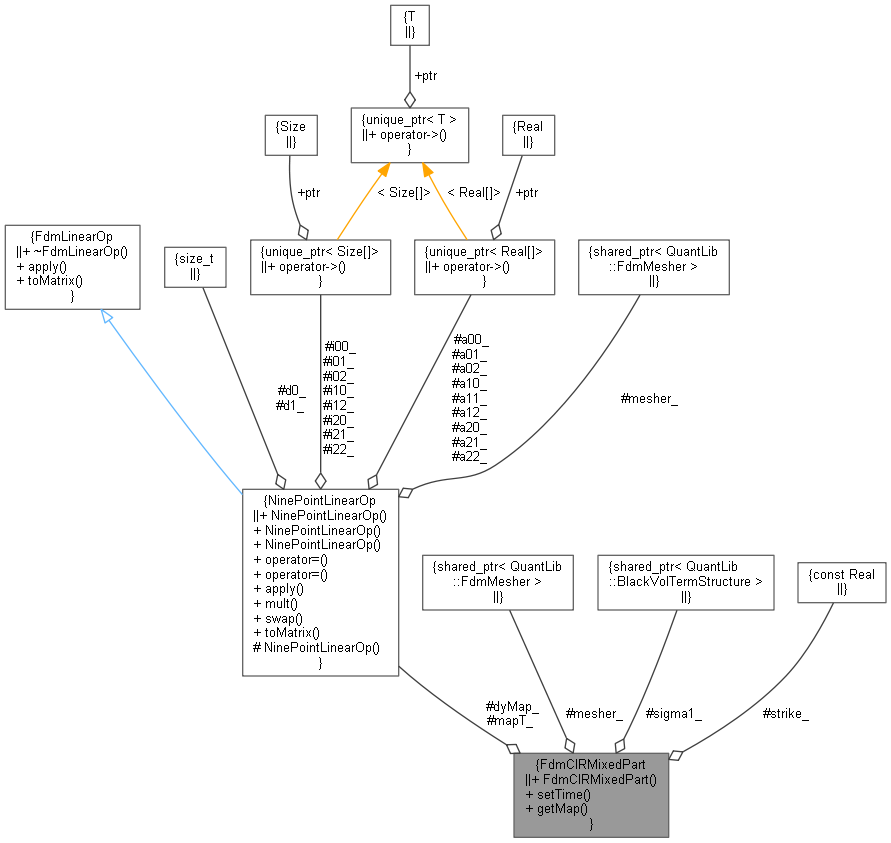 {T
||}
+ptr
{unique_ptr< T >
||+ operator->()
}
{Size
||}
{Real
||}
+ptr
< Size[]>
< Real[]>
+ptr
{FdmLinearOp
||+ ~FdmLinearOp()
+ apply()
+ toMatrix()
}
{size_t
||}
{unique_ptr< Size[]>
||+ operator->()
}
{unique_ptr< Real[]>
||+ operator->()
}
{shared_ptr< QuantLib
::FdmMesher >
||}
#d0_
#d1_
#i00_
#i01_
#i02_
#i10_
#i12_
#i20_
#i21_
#i22_
#a00_
#a01_
#a02_
#a10_
#a11_
#a12_
#a20_
#a21_
#a22_
#mesher_
{NinePointLinearOp
||+ NinePointLinearOp()
+ NinePointLinearOp()
+ NinePointLinearOp()
+ operator=()
+ operator=()
+ apply()
+ mult()
+ swap()
+ toMatrix()
# NinePointLinearOp()
}
{shared_ptr< QuantLib
::FdmMesher >
||}
{shared_ptr< QuantLib
::BlackVolTermStructure >
||}
{const Real
||}
#dyMap_
#mapT_
#mesher_
#sigma1_
#strike_
{FdmCIRMixedPart
||+ FdmCIRMixedPart()
+ setTime()
+ getMap()
}